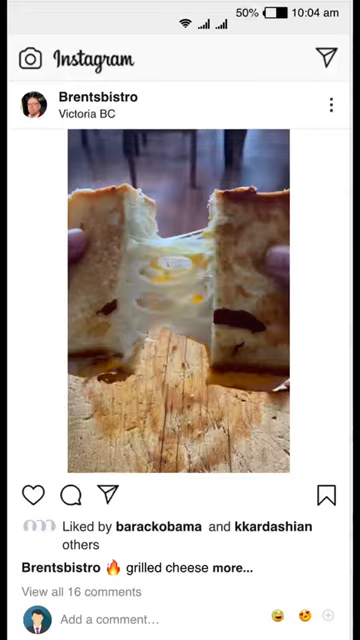 50% 10:04 am
Instagram
Brentsbistro
Victoria BC
Liked by barackobama and kkardashian
others
Brentsbistro 🔥 grilled cheese more...
View all 16 comments
Add a comment...